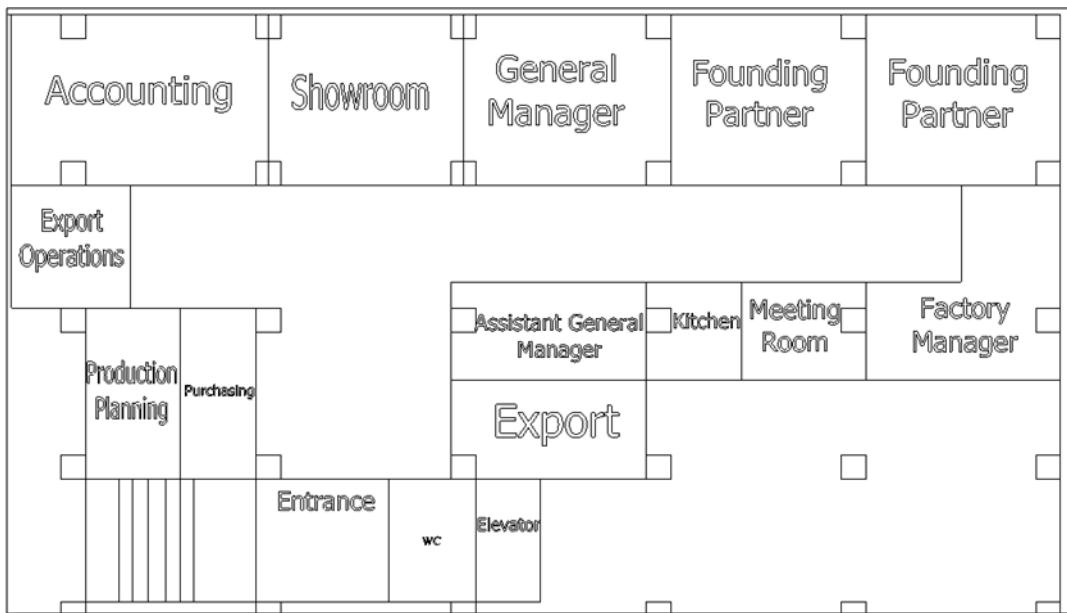 Accounting
Showroom
General
Manager
Founding
Partner
Founding
Partner
Export
Operations
Assistant General
Manager
Kitchen
Meeting
Room
Factory
Manager
Production
Planning
Purchasing
Export
Entrance
WC
Elevator